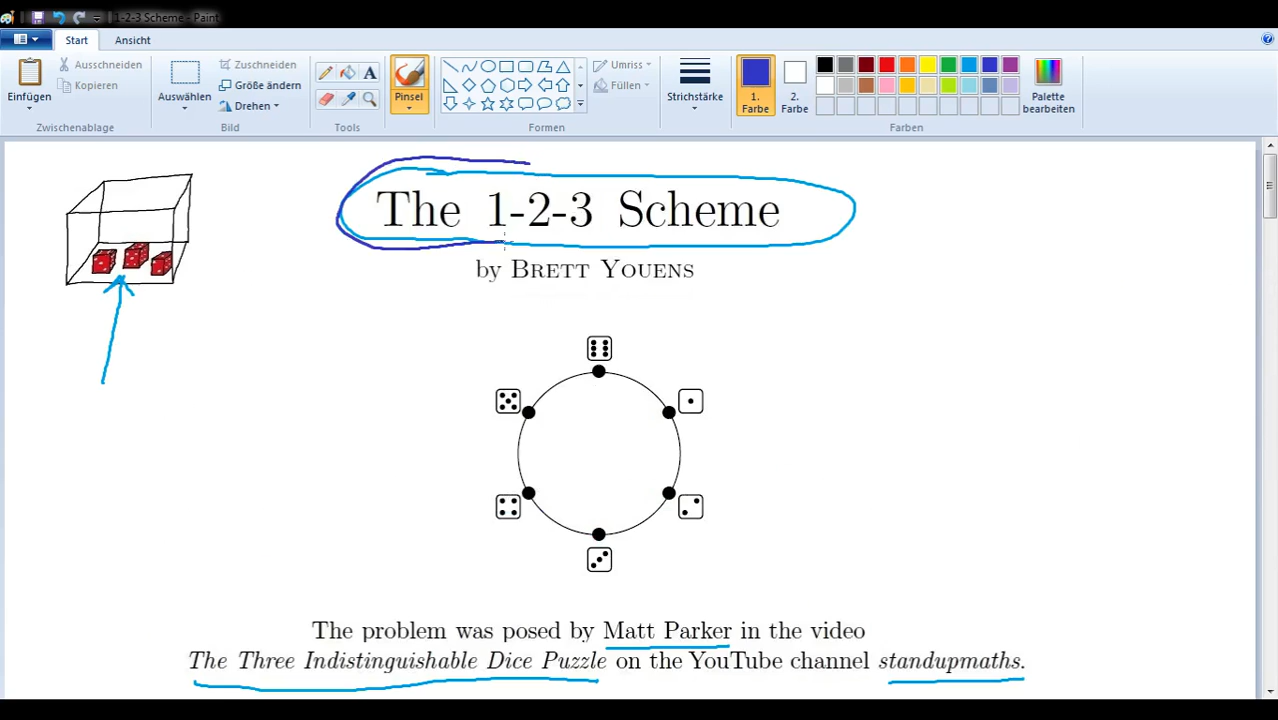 1-2-3 Scheme - Paint
Start Ansicht
Einfügen
Ausschneiden
Kopieren
Zwischenablage
Auswählen
Zuschneiden
Größe ändern
Drehen
Bild
A
Tools
Pinsel
Umriss
Füllen
Formen
Strichstärke
1. Farbe
2. Farbe
Palette bearbeiten
Farben
The 1-2-3 Scheme
by BRETT YOUENS
The problem was posed by Matt Parker in the video
The Three Indistinguishable Dice Puzzle on the YouTube channel standupmaths.